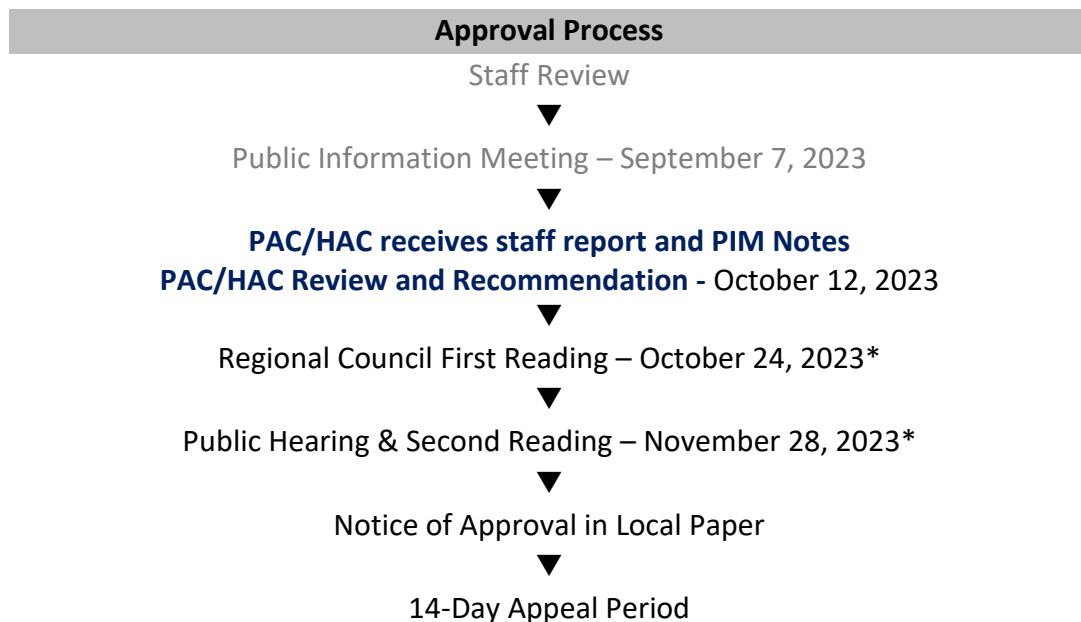 Approval Process
Staff Review
Public Information Meeting – September 7, 2023
PAC/HAC receives staff report and PIM Notes
PAC/HAC Review and Recommendation - October 12, 2023
Regional Council First Reading – October 24, 2023*
Public Hearing & Second Reading – November 28, 2023*
Notice of Approval in Local Paper
14-Day Appeal Period